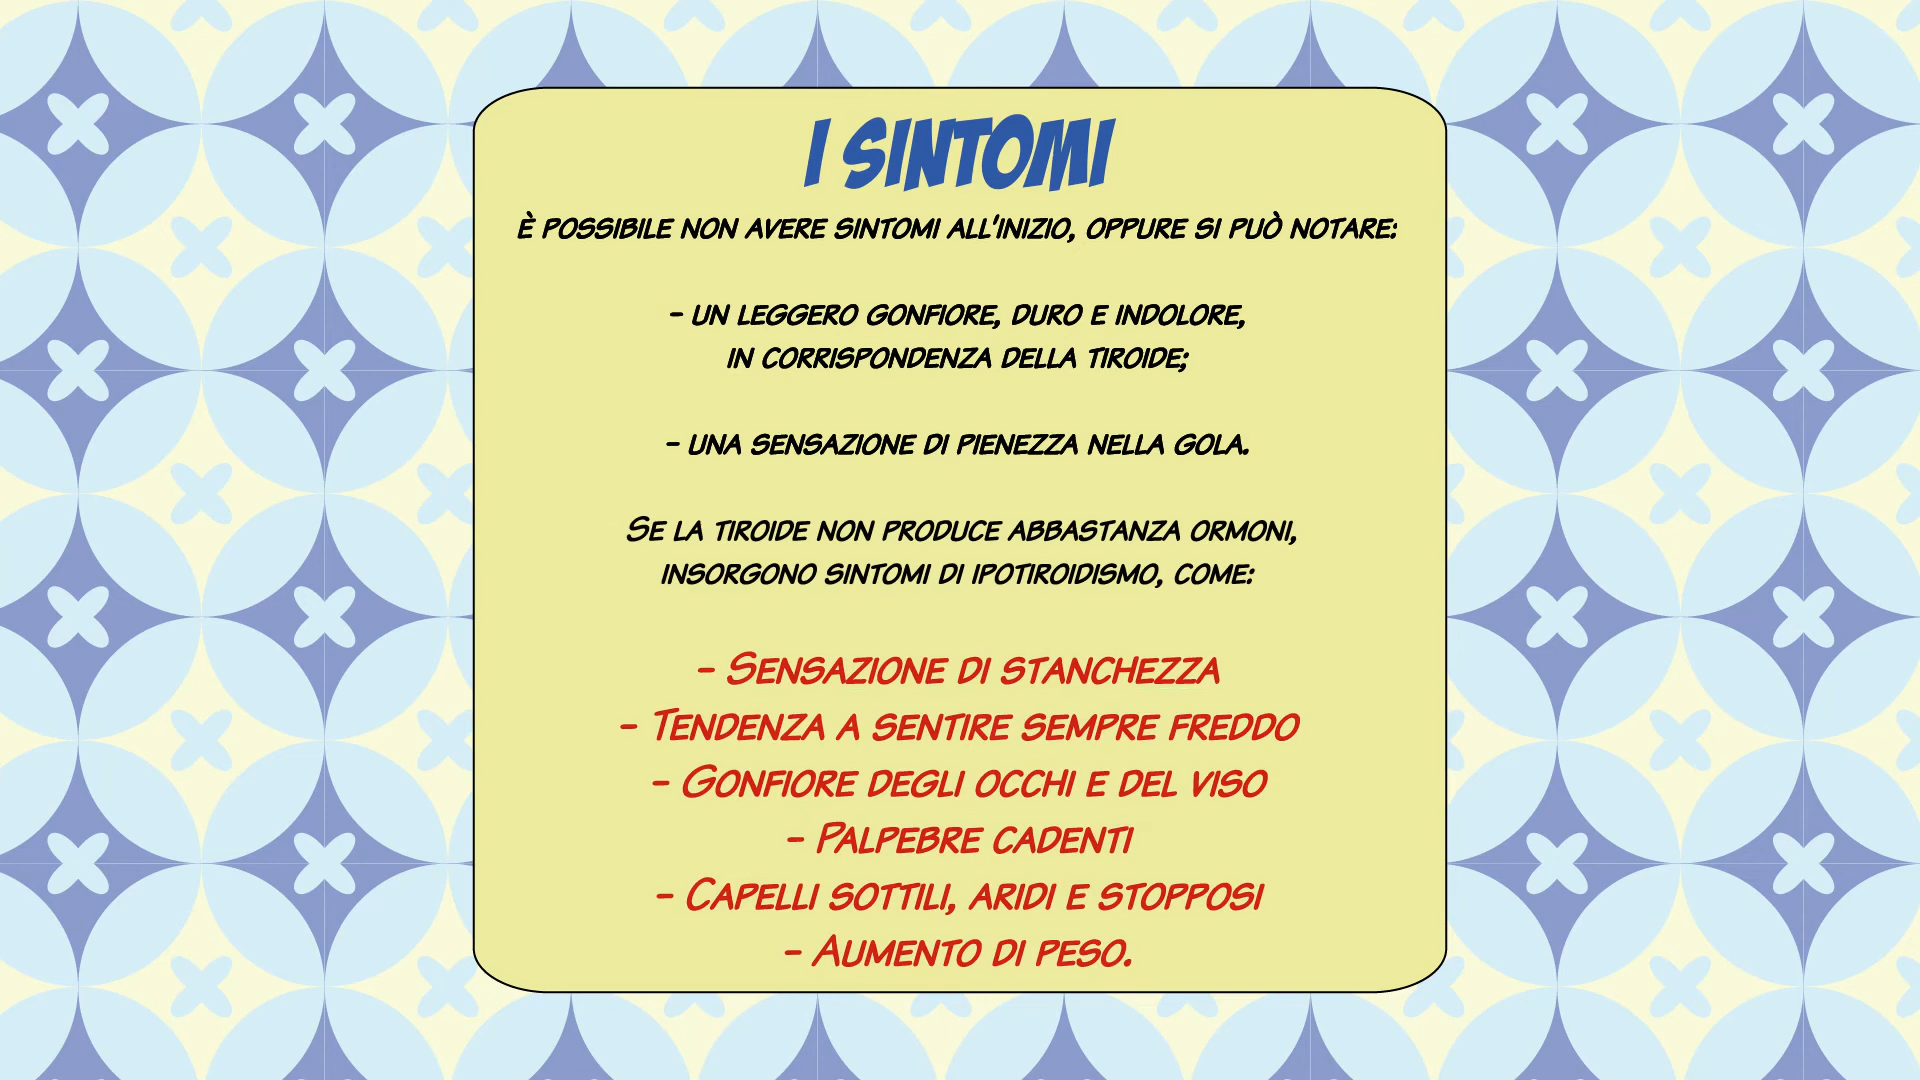 I SINTOMI
È POSSIBILE NON AVERE SINTOMI ALL'INIZIO, OPPURE SI PUÒ NOTARE:
- UN LEGGERO GONFIORE, DURO E INDOLORE,
IN CORRISPONDENZA DELLA TIROIDE;
- UNA SENSAZIONE DI PIENEZZA NELLA GOLA.
SE LA TIROIDE NON PRODUCE ABBASTANZA ORMONI,
INSORGONO SINTOMI DI IPOTIROIDISMO, COME:
- SENSAZIONE DI STANCHEZZA
- TENDENZA A SENTIRE SEMPRE FREDDO
- GONFIORE DEGLI OCCHI E DEL VISO
- PALPEBRE CADENTI
- CAPELLI SOTTILI, ARIDI E STOPPOSI
- AUMENTO DI PESO.